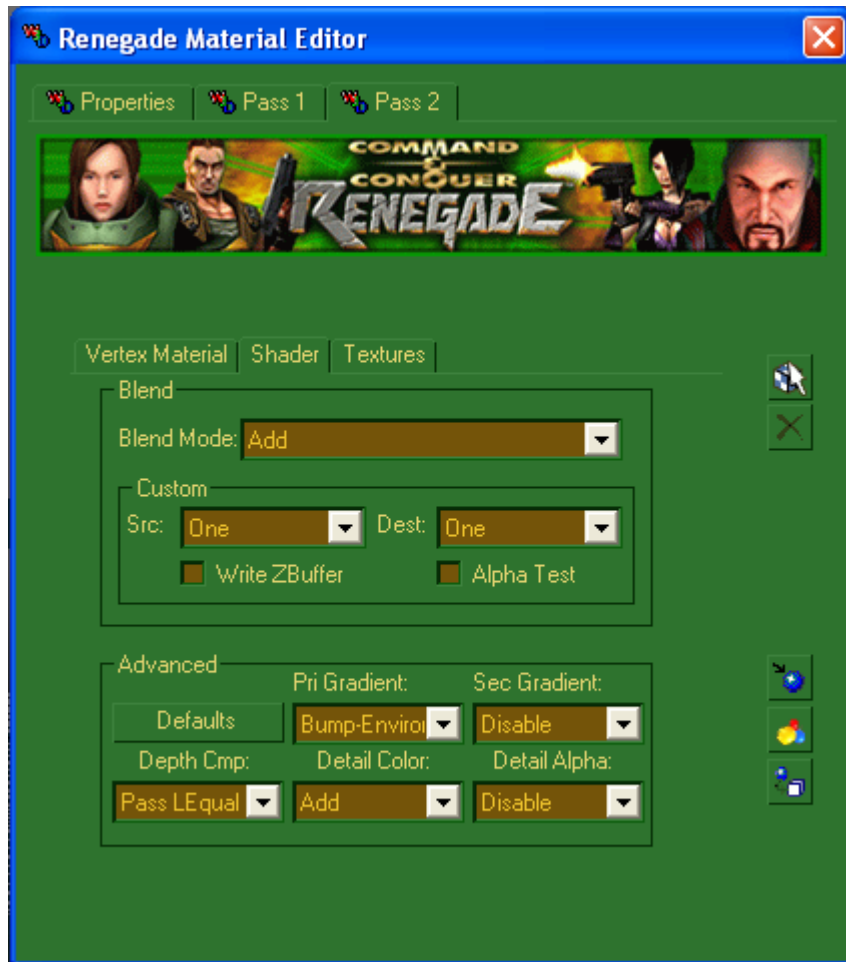 Renegade Material Editor
Properties Pass 1 Pass 2
COMMAND
&
CONQUER
RENEGADE
Vertex Material Shader Textures
Blend
Blend Mode: Add
Custom
Src: One Dest: One
Write ZBuffer Alpha Test
Advanced
Pri Gradient: Sec Gradient:
Defaults Bump-Enviroi Disable
Depth Cmp: Detail Color: Detail Alpha:
Pass LEqual Add Disable